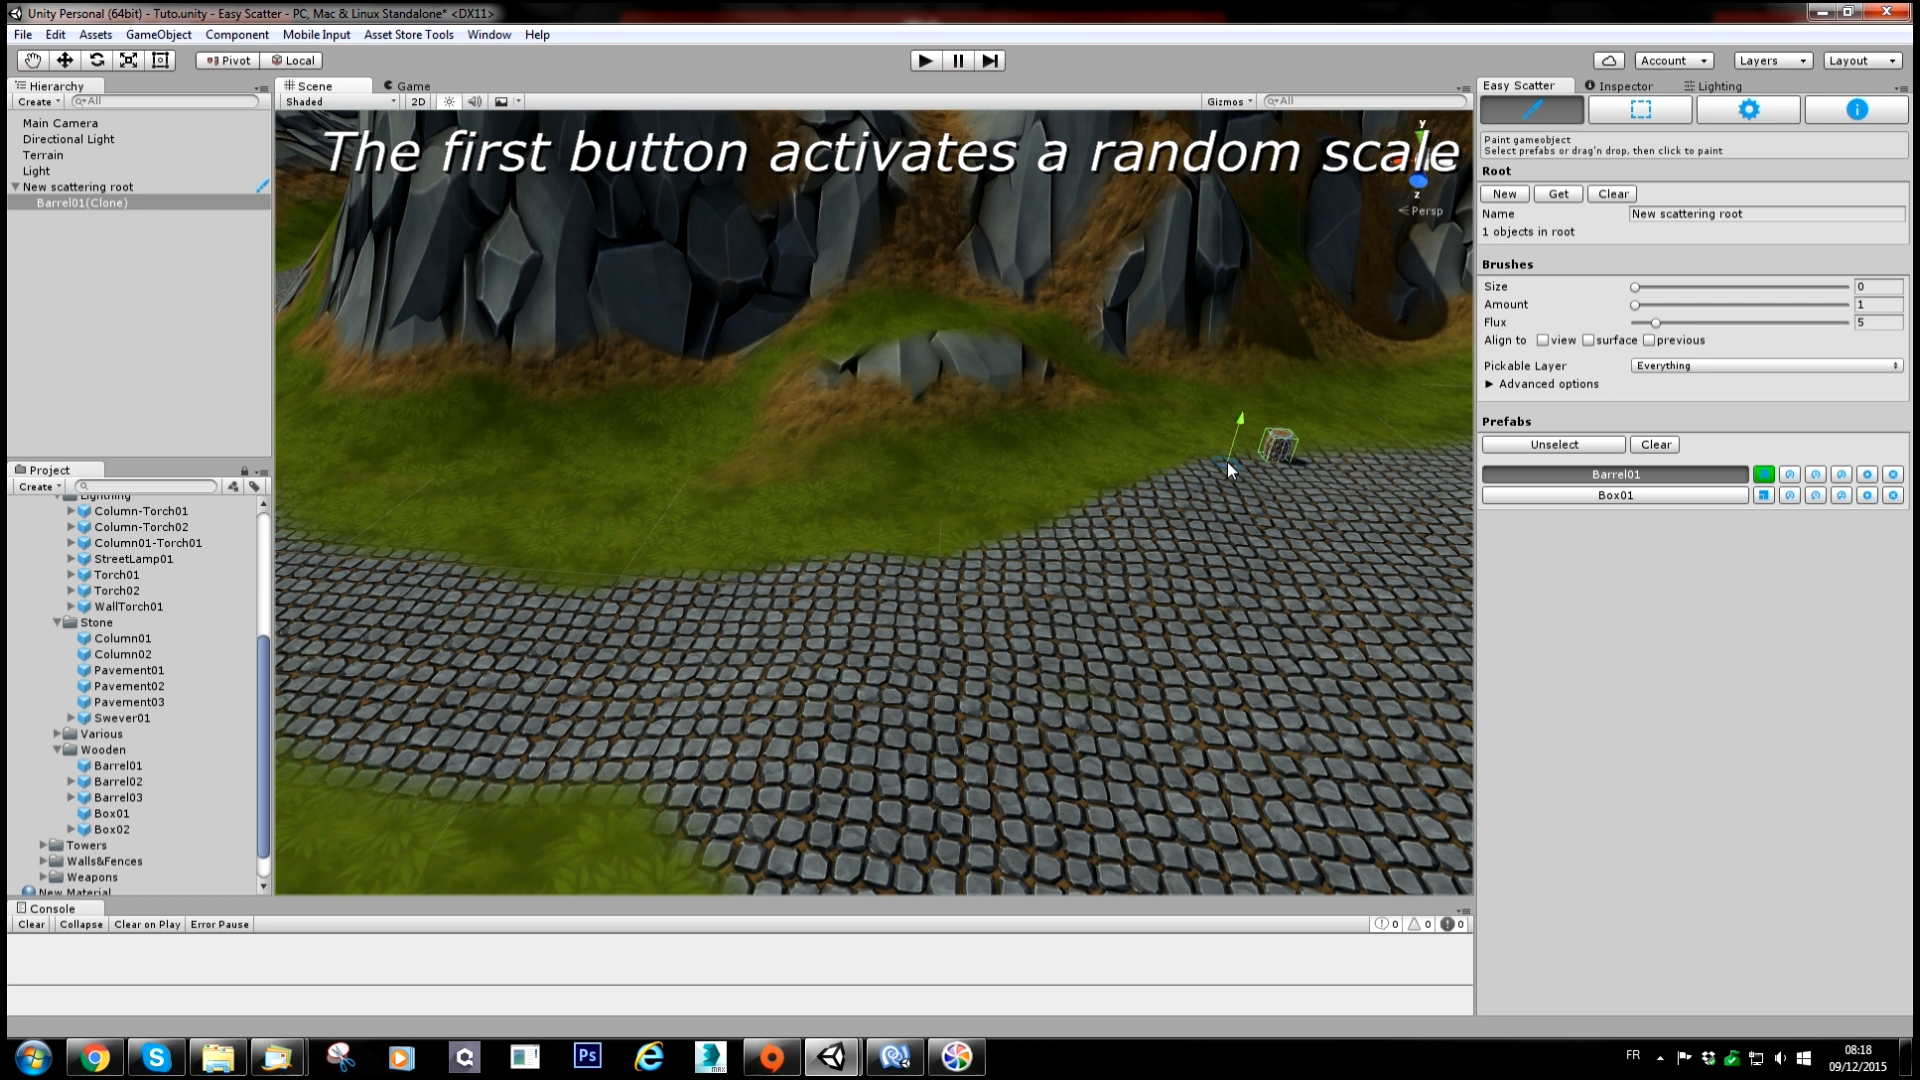 Unity Personal (64bit) - Tuto.unity - Easy Scatter - PC, Mac & Linux Standalone* <DX11>
File Edit Assets GameObject Component Mobile Input Asset Store Tools Window Help
Pivot Local
Account Layers Layout
Hierarchy
Create All
Main Camera
Directional Light
Terrain
Light
New scattering root
Barrel01(Clone)
Scene Game
Shaded 2D Gizmos All
The first button activates a random scale
y
z
Persp
Project
Create
Lighting
Column-Torch01
Column-Torch02
Column01-Torch01
StreetLamp01
Torch01
Torch02
WallTorch01
Stone
Column01
Column02
Pavement01
Pavement02
Pavement03
Swever01
Various
Wooden
Barrel01
Barrel02
Barrel03
Box01
Box02
Towers
Walls&Fences
Weapons
New Material
Console
Clear Collapse Clear on Play Error Pause
0 0 0
Easy Scatter Inspector Lighting
Paint gameobject
Select prefabs or drag'n drop, then click to paint
Root
New Get Clear
Name New scattering root
1 objects in root
Brushes
Size 0
Amount 1
Flux 5
Align to view surface previous
Pickable Layer Everything
Advanced options
Prefabs
Unselect Clear
Barrel01
Box01
Ps
MAX
FR
08:18
09/12/2015